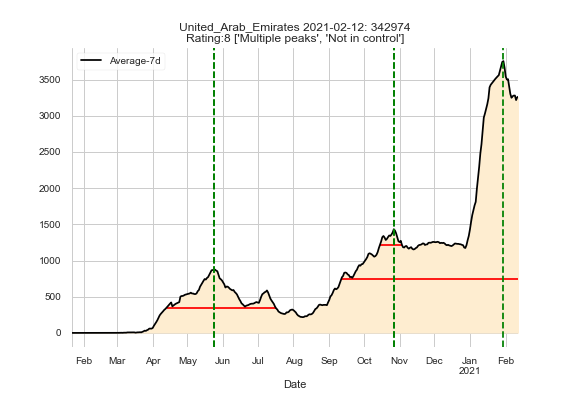 United_Arab_Emirates 2021-02-12: 342974
Rating:8 ['Multiple peaks', 'Not in control']
Average-7d
3500
3000
2500
2000
1500
1000
500
0
Feb Mar Apr May Jun Jul Aug Sep Oct Nov Dec Jan Feb
2021
Date